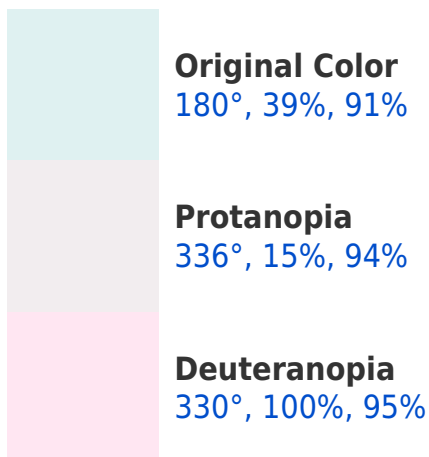 Original Color
180°, 39%, 91%
Protanopia
336°, 15%, 94%
Deuteranopia
330°, 100%, 95%